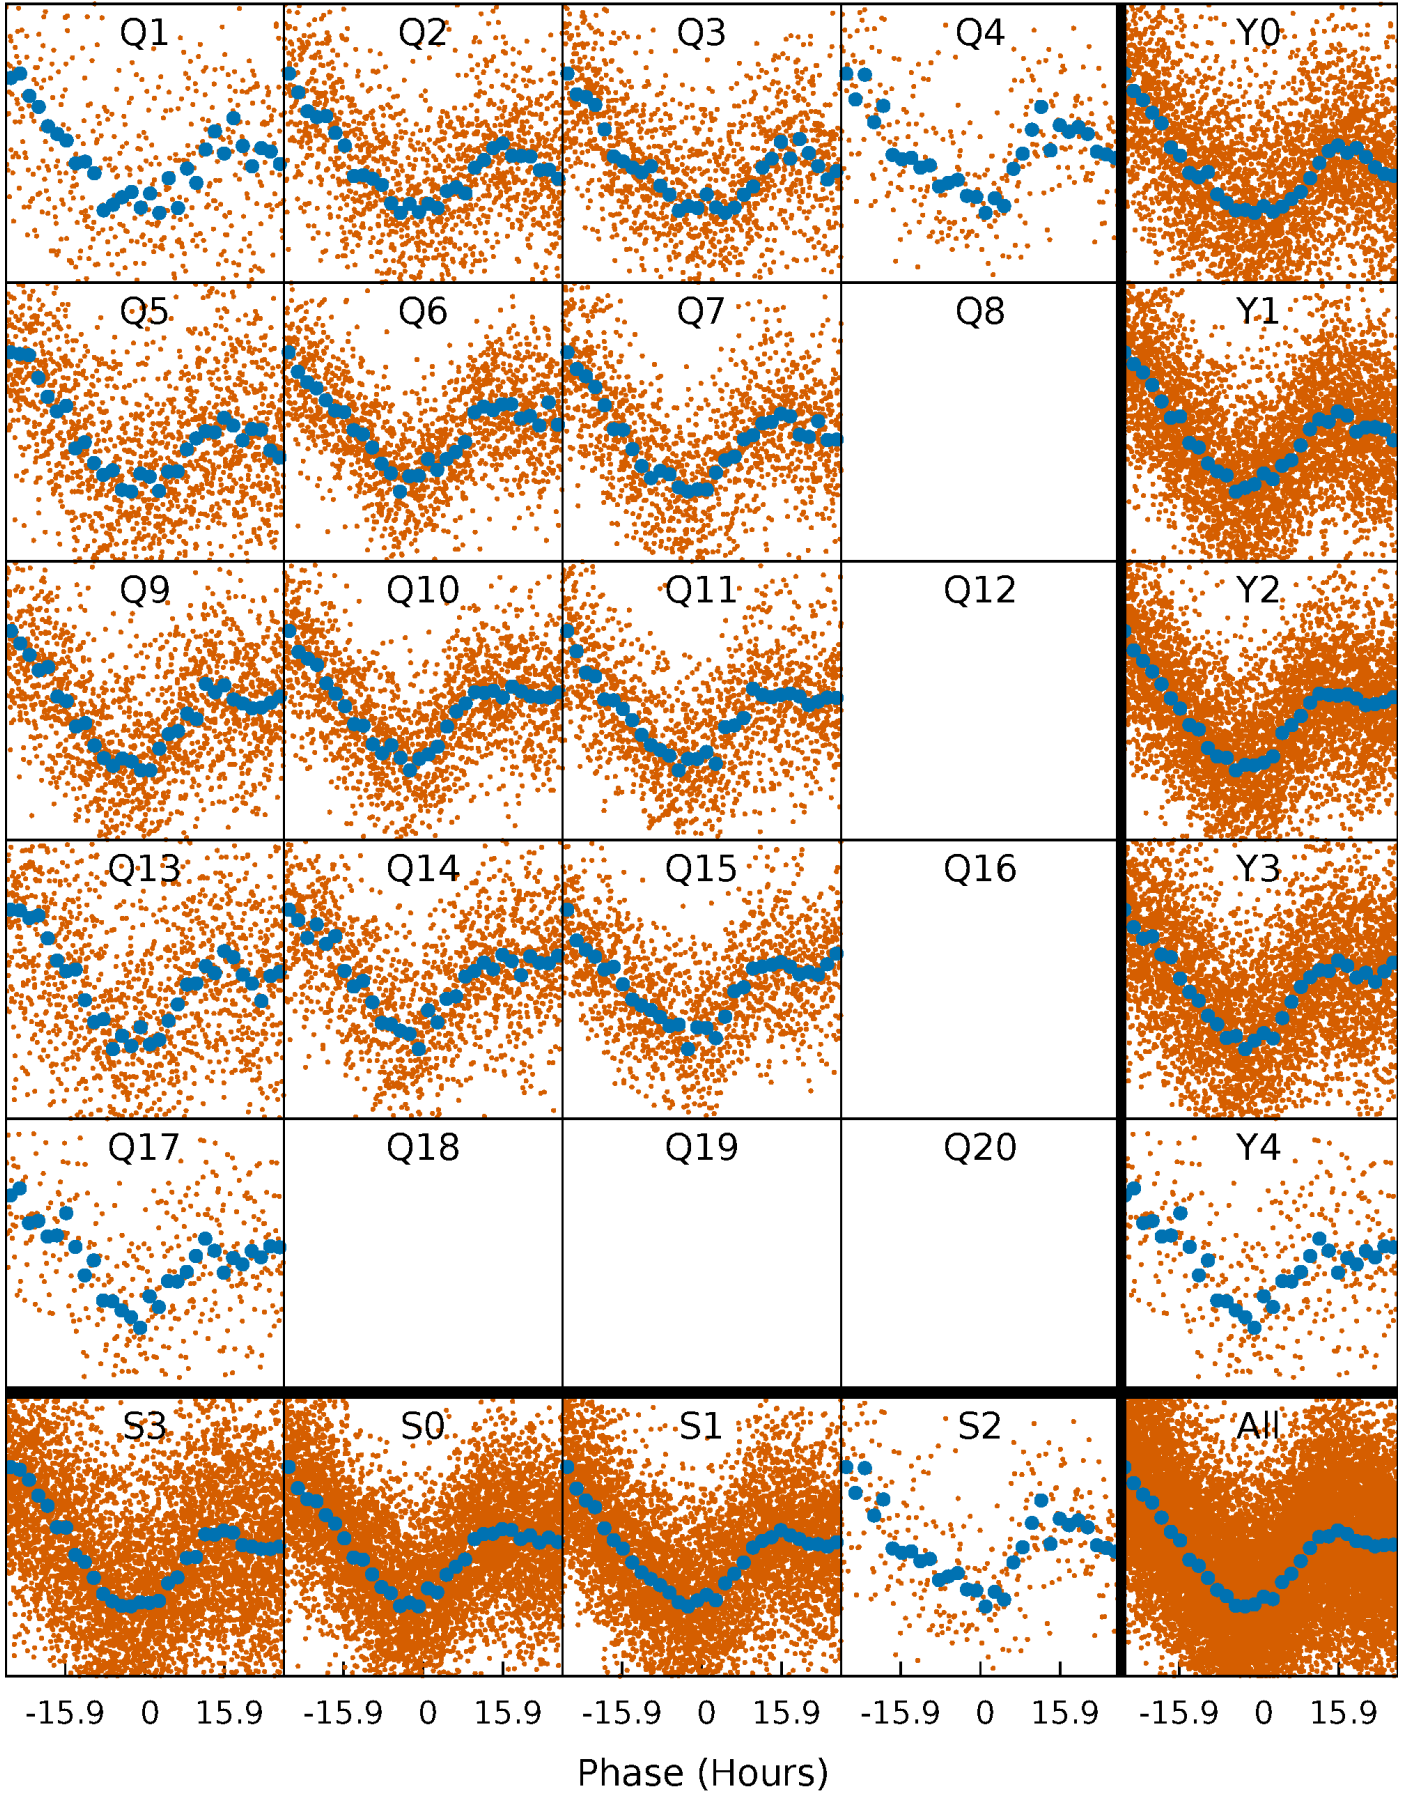 Q1 Q2 Q3 Q4 Y0
Q5 Q6 Q7 Q8 Y1
Q9 Q10 Q11 Q12 Y2
Q13 Q14 Q15 Q16 Y3
Q17 Q18 Q19 Q20 Y4
S3 S0 S1 S2 All
-15.9 0 15.9 -15.9 0 15.9 -15.9 0 15.9 -15.9 0 15.9 -15.9 0 15.9
Phase (Hours)